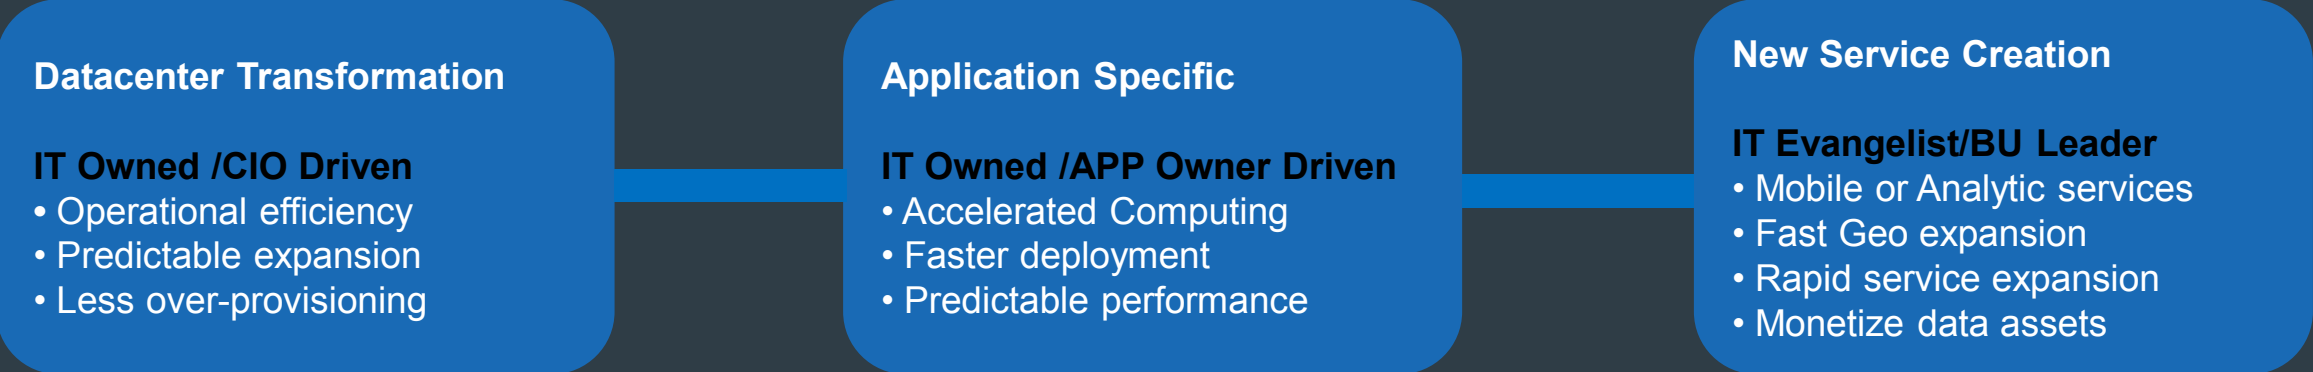 Datacenter Transformation
IT Owned /CIO Driven
• Operational efficiency
• Predictable expansion
• Less over-provisioning
Application Specific
IT Owned /APP Owner Driven
• Accelerated Computing
• Faster deployment
• Predictable performance
New Service Creation
IT Evangelist/BU Leader
• Mobile or Analytic services
• Fast Geo expansion
• Rapid service expansion
• Monetize data assets